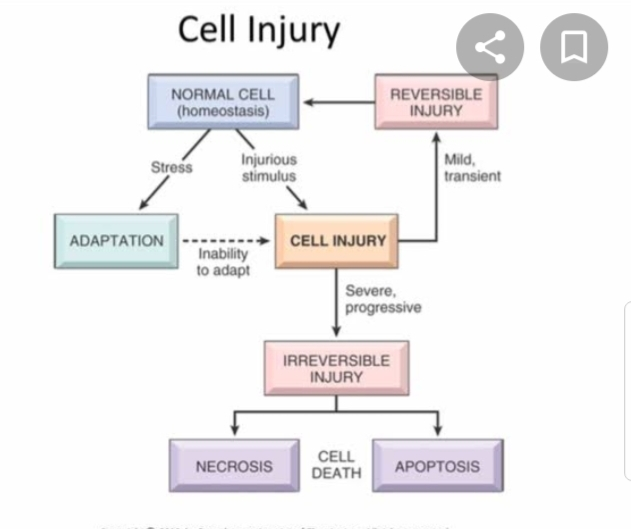 Cell Injury
NORMAL CELL
(homeostasis)
REVERSIBLE
INJURY
Stress
Injurious
stimulus
Mild,
transient
ADAPTATION
Inability
to adapt
CELL INJURY
Severe,
progressive
IRREVERSIBLE
INJURY
NECROSIS
CELL
DEATH
APOPTOSIS